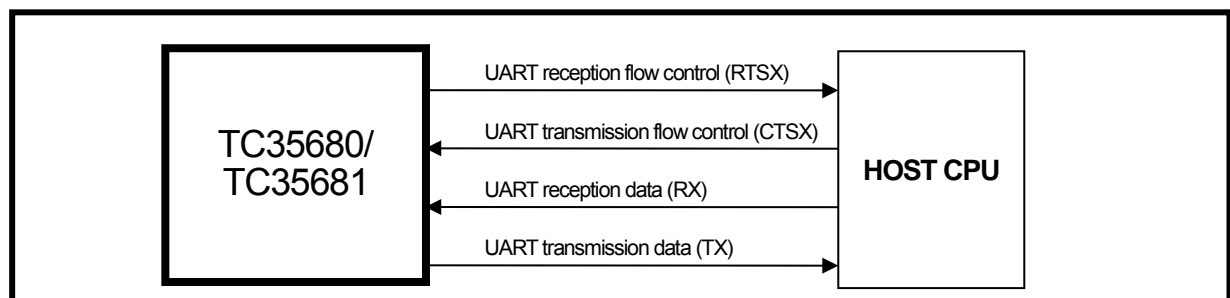 TC35680/
TC35681
UART reception flow control (RTSX)
UART transmission flow control (CTSX)
UART reception data (RX)
UART transmission data (TX)
HOST CPU